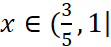 x ∈ (3/5, 1|